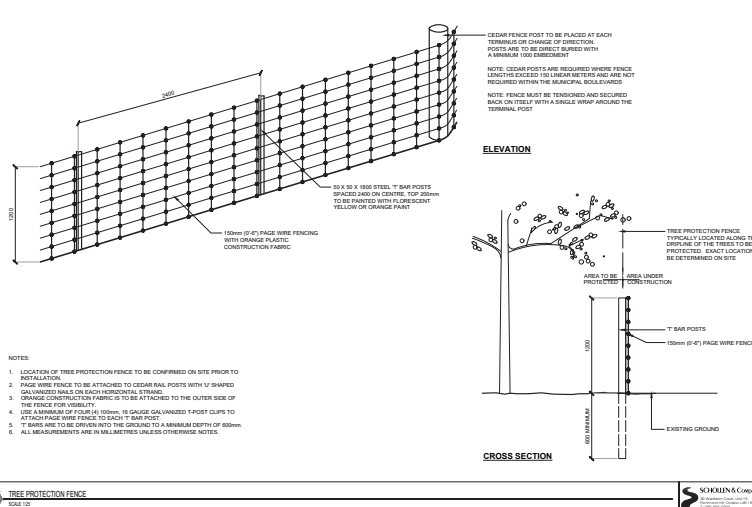 CEDAR FENCE POST TO BE PLACED AT EACH
TERMINUS OR CHANGE OF DIRECTION.
POSTS ARE TO BE DIRECT BURIED WITH
A MINIMUM 1000 EMBEDMENT
NOTE: CEDAR POSTS ARE REQUIRED WHERE FENCE
LENGTHS EXCEED 150 LINEAR METERS AND ARE NOT
REQUIRED WITHIN THE MUNICIPAL BOULEVARDS
NOTE: FENCE MUST BE TENSIONED AND SECURED
BACK ON ITSELF WITH A SINGLE WRAP AROUND THE
TERMINAL POST
2400
ELEVATION
50 X 50 X 1800 STEEL 'T' BAR POSTS
SPACED 2400 ON CENTRE, TOP 200mm
TO BE PAINTED WITH FLORESCENT
YELLOW OR ORANGE PAINT
1200
150mm (0'-6") PAGE WIRE FENCING
WITH ORANGE PLASTIC
CONSTRUCTION FABRIC
TREE PROTECTION FENCE
TYPICALLY LOCATED ALONG TH
DRIPLINE OF THE TREES TO BE
PROTECTED. EXACT LOCATION
BE DETERMINED ON SITE
AREA TO BE
PROTECTED
AREA UNDER
CONSTRUCTION
'T' BAR POSTS
150mm (0'-6") PAGE WIRE FENCI
1200
600 MINIMUM
EXISTING GROUND
CROSS SECTION
NOTES:
1. LOCATION OF TREE PROTECTION FENCE TO BE CONFIRMED ON SITE PRIOR TO
INSTALLATION.
2. PAGE WIRE FENCE TO BE ATTACHED TO CEDAR RAIL POSTS WITH 'U' SHAPED
GALVANIZED NAILS ON EACH HORIZONTAL STRAND.
3. ORANGE CONSTRUCTION FABRIC IS TO BE ATTACHED TO THE OUTER SIDE OF
THE FENCE FOR VISIBILITY.
4. USE A MINIMUM OF FOUR (4) 100mm, 16 GAUGE GALVANIZED T-POST CLIPS TO
ATTACH PAGE WIRE FENCE TO EACH 'T' BAR POST.
5. 'T' BARS ARE TO BE DRIVEN INTO THE GROUND TO A MINIMUM DEPTH OF 600mm.
6. ALL MEASUREMENTS ARE IN MILLIMETRES UNLESS OTHERWISE NOTES.
TREE PROTECTION FENCE
SCALE 1:25
SCHOLLEN & Comp